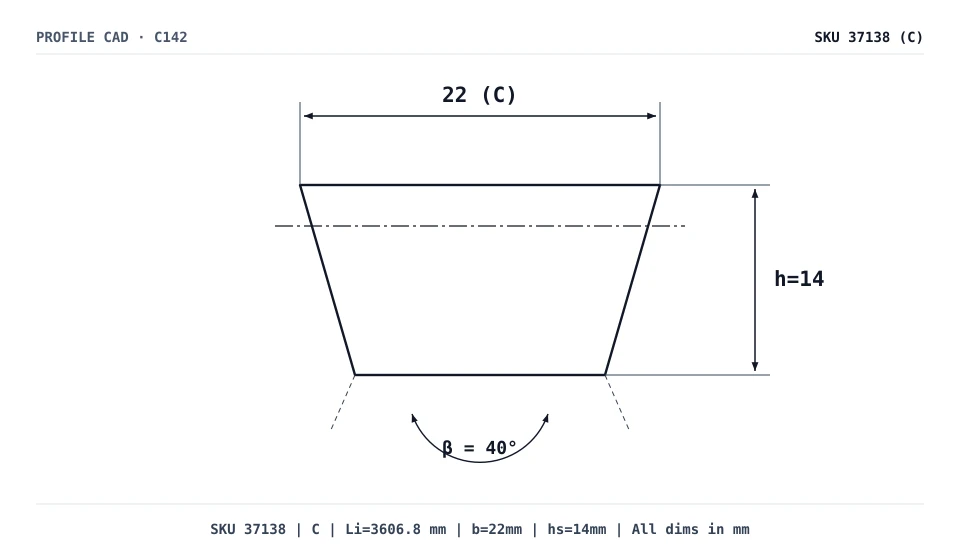 PROFILE CAD · C142
SKU 37138 (C)
22 (C)
h=14
β = 40°
SKU 37138 | C | Li=3606.8 mm | b=22mm | hs=14mm | All dims in mm